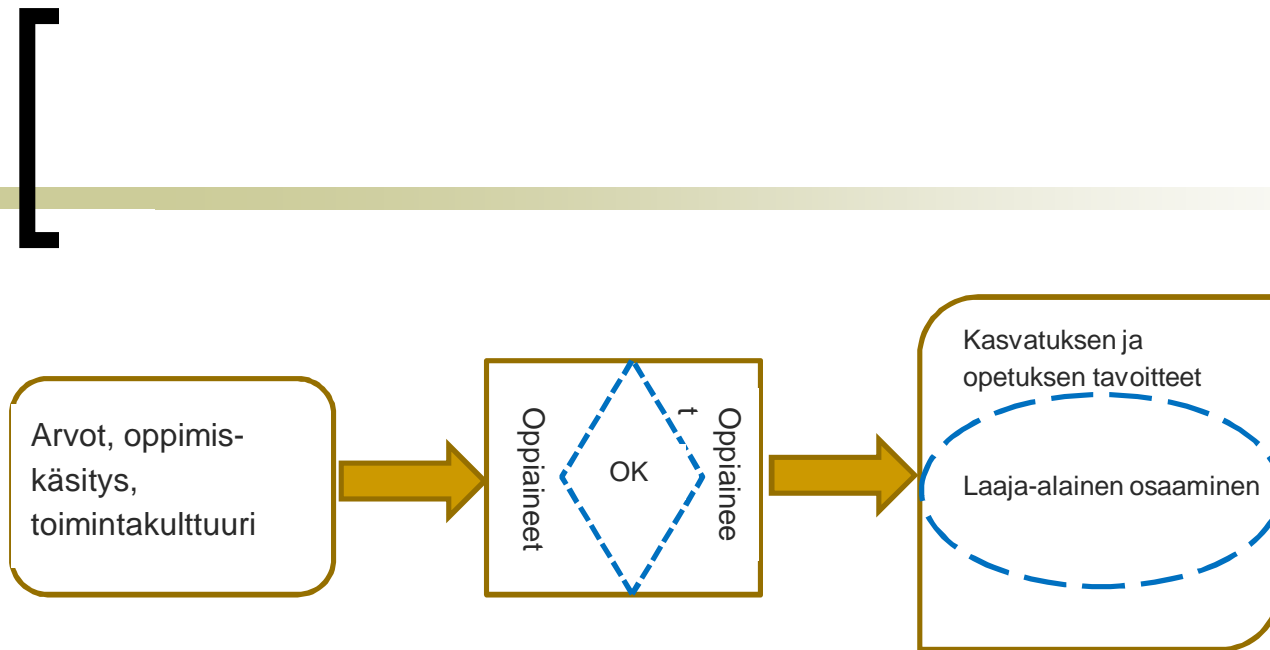 Arvot, oppimis-
käsitys,
toimintakulttuuri
Oppiaineet
OK
Oppiainee
t
Kasvatuksen ja
opetuksen tavoitteet
Laaja-alainen osaaminen